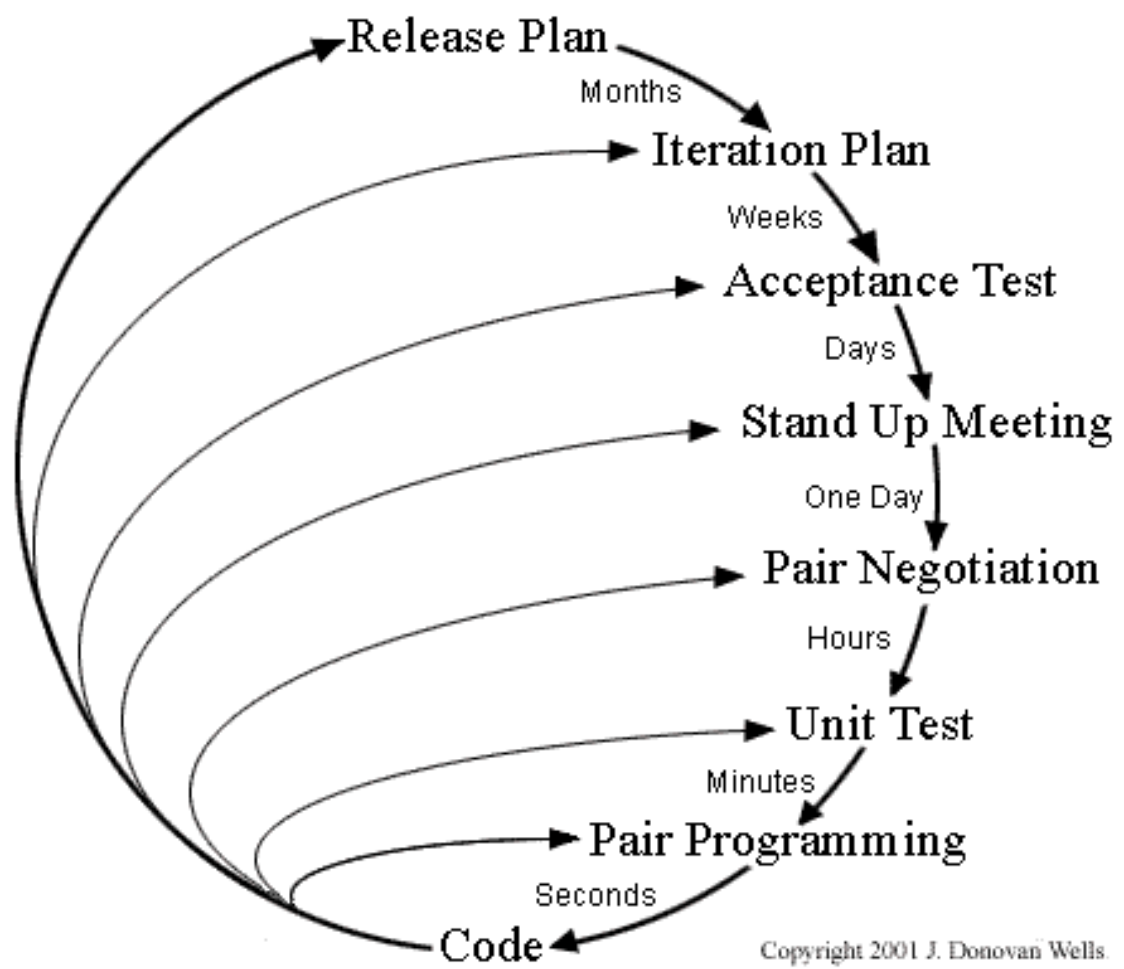 Release Plan
Months
Iteration Plan
Weeks
Acceptance Test
Days
Stand Up Meeting
One Day
Pair Negotiation
Hours
Unit Test
Minutes
Pair Programming
Seconds
Code
Copyright 2001 J. Donovan Wells.